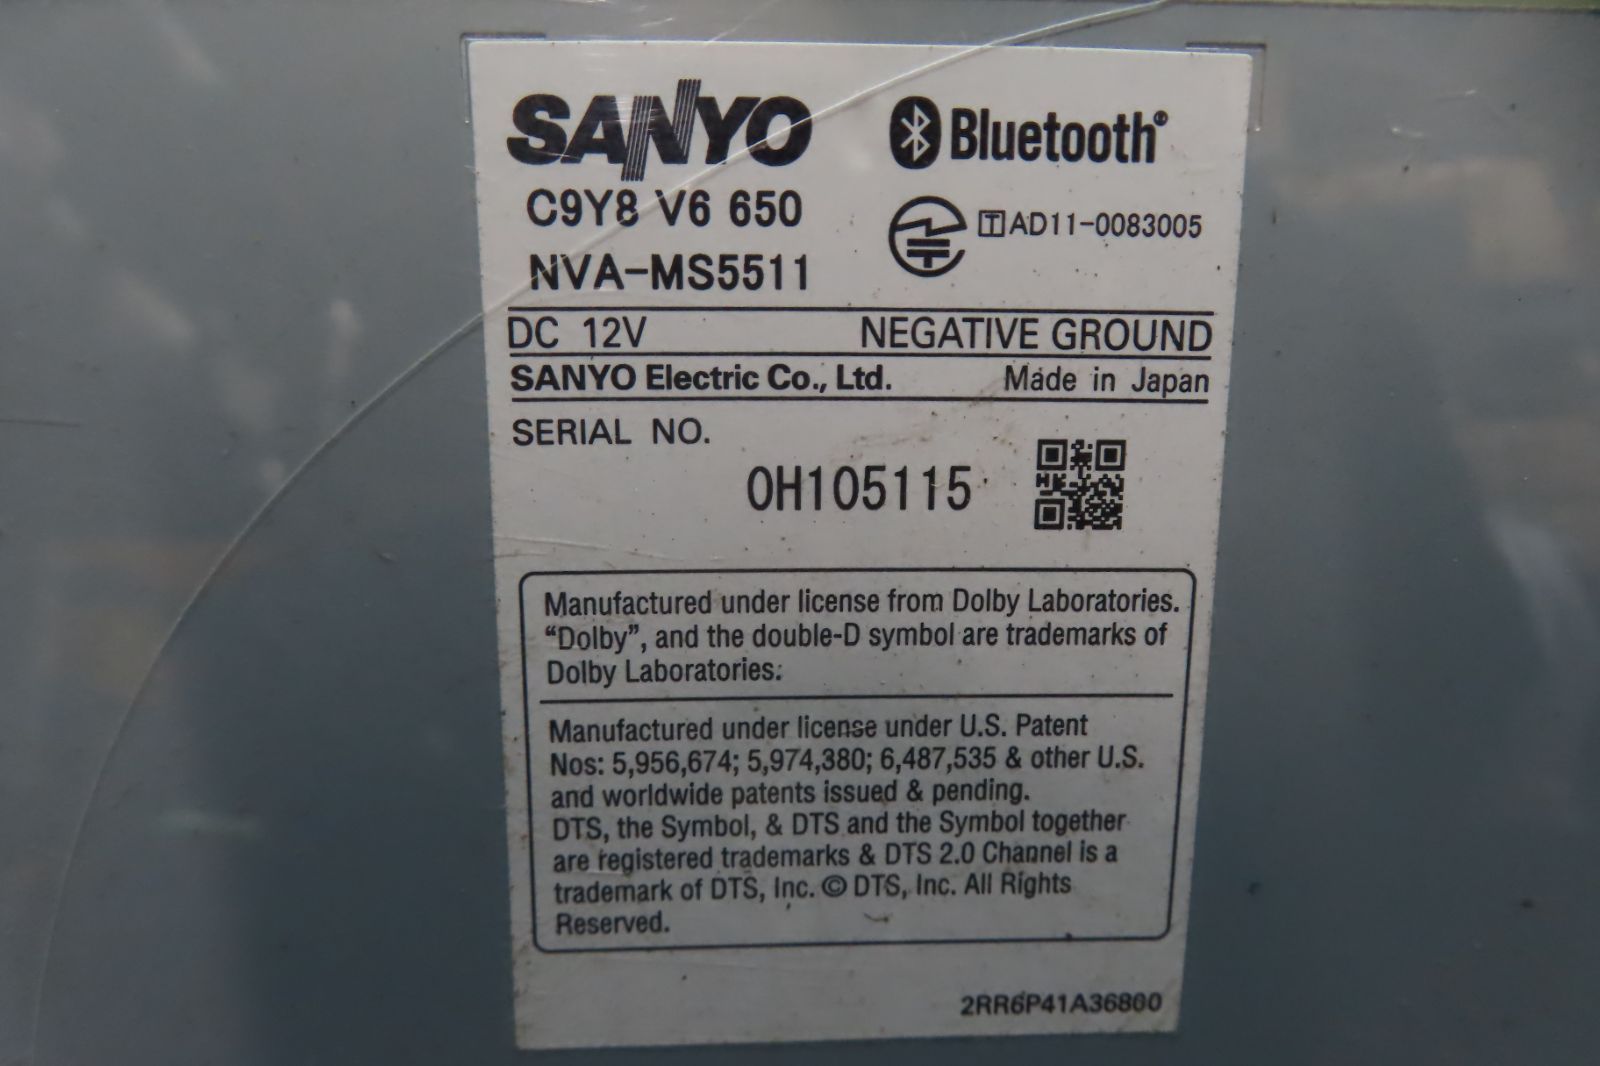 SANYO
Bluetooth®
C9Y8 V6 650
T AD11-0083005
NVA-MS5511
DC 12V NEGATIVE GROUND
SANYO Electric Co., Ltd. Made in Japan
SERIAL NO.
0H105115
Manufactured under license from Dolby Laboratories.
“Dolby”, and the double-D symbol are trademarks of
Dolby Laboratories.
Manufactured under license under U.S. Patent
Nos: 5,956,674; 5,974,380; 6,487,535 & other U.S.
and worldwide patents issued & pending.
DTS, the Symbol, & DTS and the Symbol together
are registered trademarks & DTS 2.0 Channel is a
trademark of DTS, Inc. © DTS, Inc. All Rights
Reserved.
2RR6P41A36800